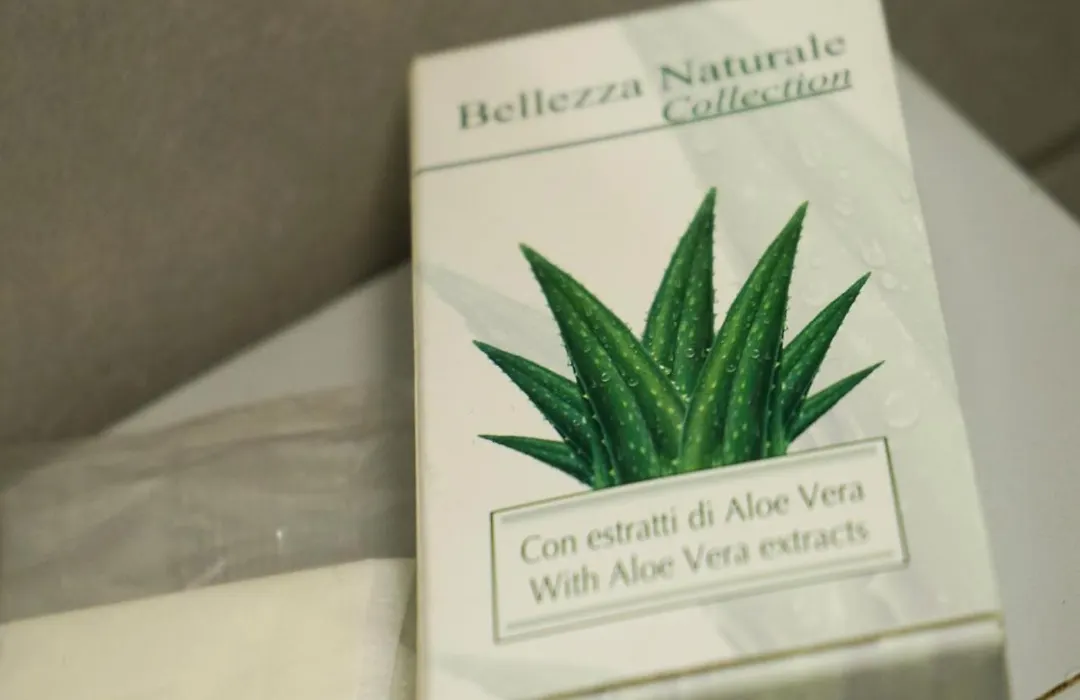 Bellezza Naturale
Collection
Con estratti di Aloe Vera
With Aloe Vera extracts